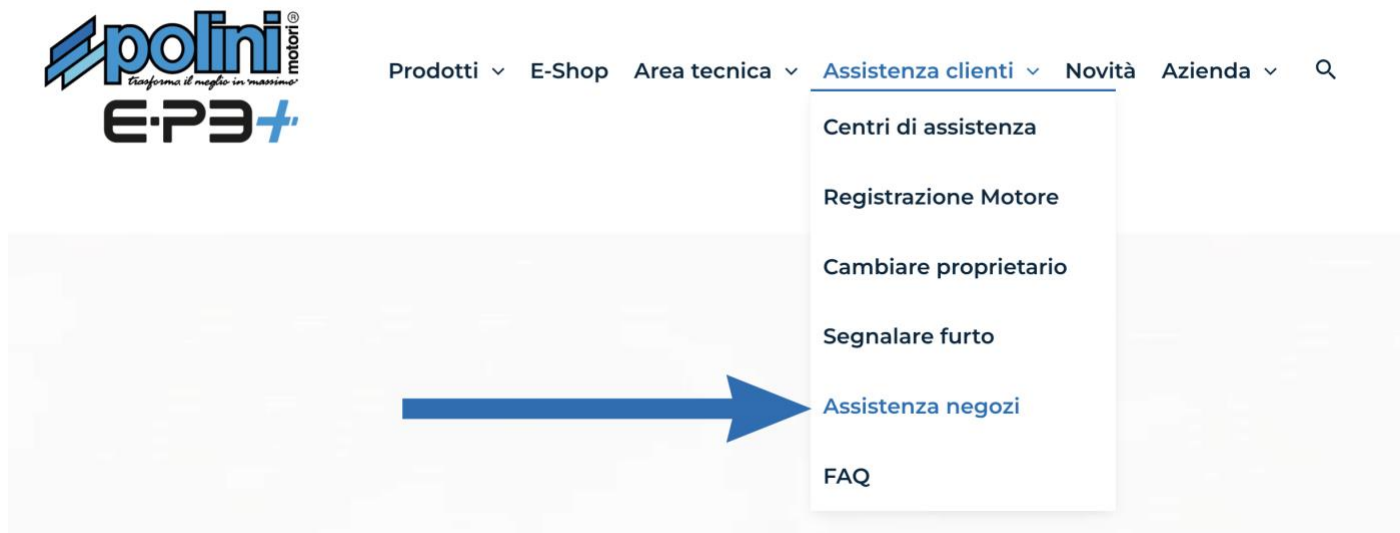 polini
motori®
trasforma il meglio in massimo
E-P3+
Prodotti E-Shop Area tecnica Assistenza clienti Novità Azienda
Centri di assistenza
Registrazione Motore
Cambiare proprietario
Segnalare furto
Assistenza negozi
FAQ